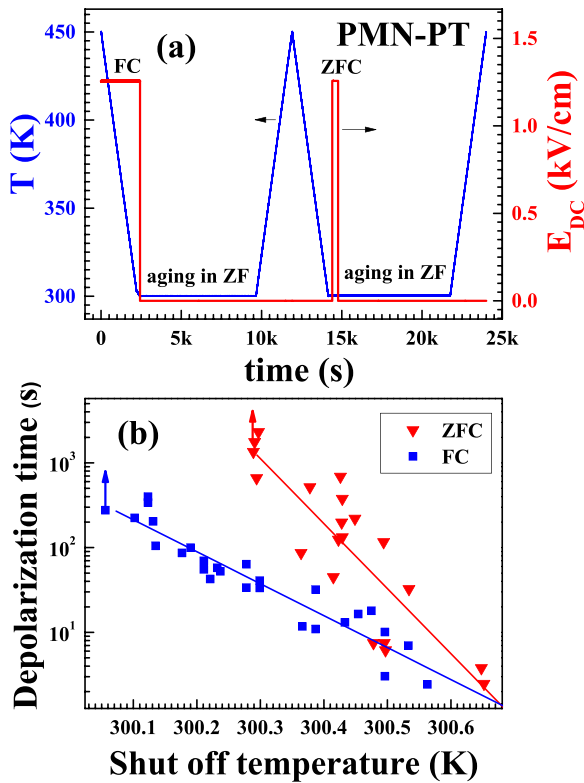 (a)
PMN-PT
FC
ZFC
aging in ZF
aging in ZF
450
400
350
300
T (K)
1.5
1.0
0.5
0.0
E_DC (kV/cm)
0 5k 10k 15k 20k 25k
time (s)
(b)
ZFC
FC
10^3
10^2
10^1
Depolarization time (s)
300.1 300.2 300.3 300.4 300.5 300.6
Shut off temperature (K)